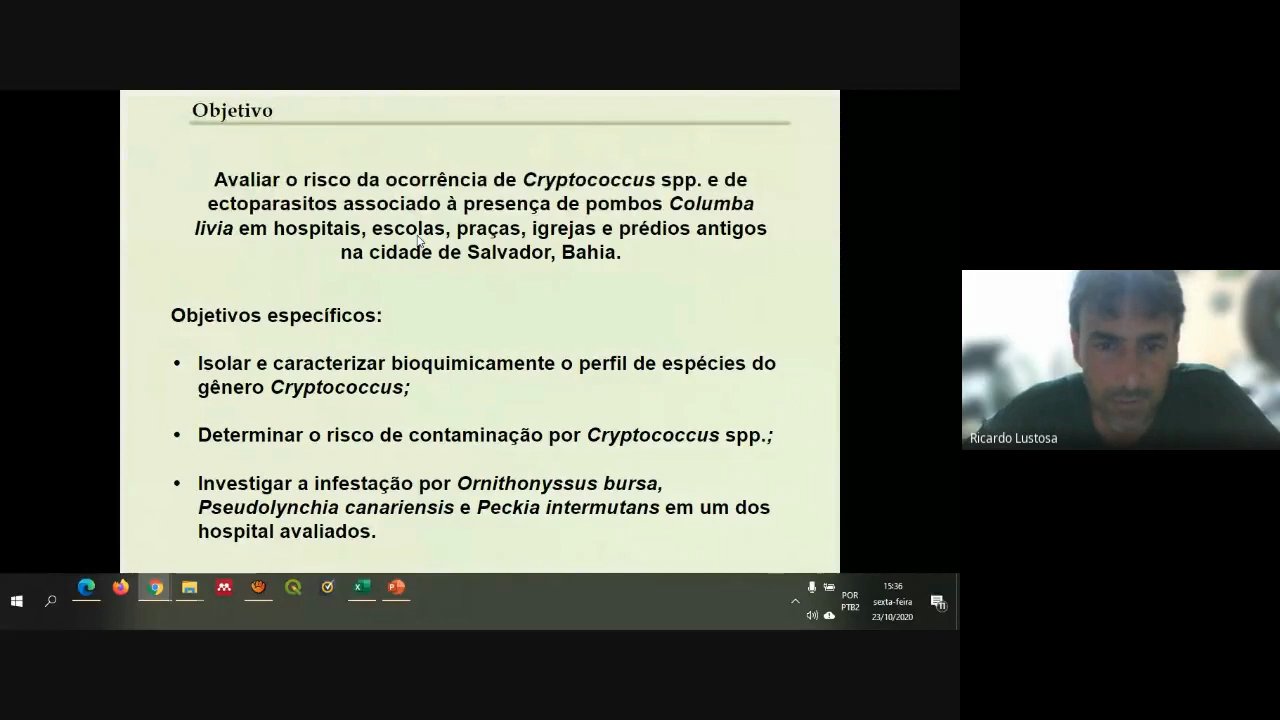 Objetivo
Avaliar o risco da ocorrência de Cryptococcus spp. e de
ectoparasitos associado à presença de pombos Columba
livia em hospitais, escolas, praças, igrejas e prédios antigos
na cidade de Salvador, Bahia.
Objetivos específicos:
• Isolar e caracterizar bioquimicamente o perfil de espécies do
gênero Cryptococcus;
• Determinar o risco de contaminação por Cryptococcus spp.;
• Investigar a infestação por Ornithonyssus bursa,
Pseudolynchia canariensis e Peckia intermutans em um dos
hospital avaliados.
Ricardo Lustosa
POR
PTB2
15:36
sexta-feira
23/10/2020
11